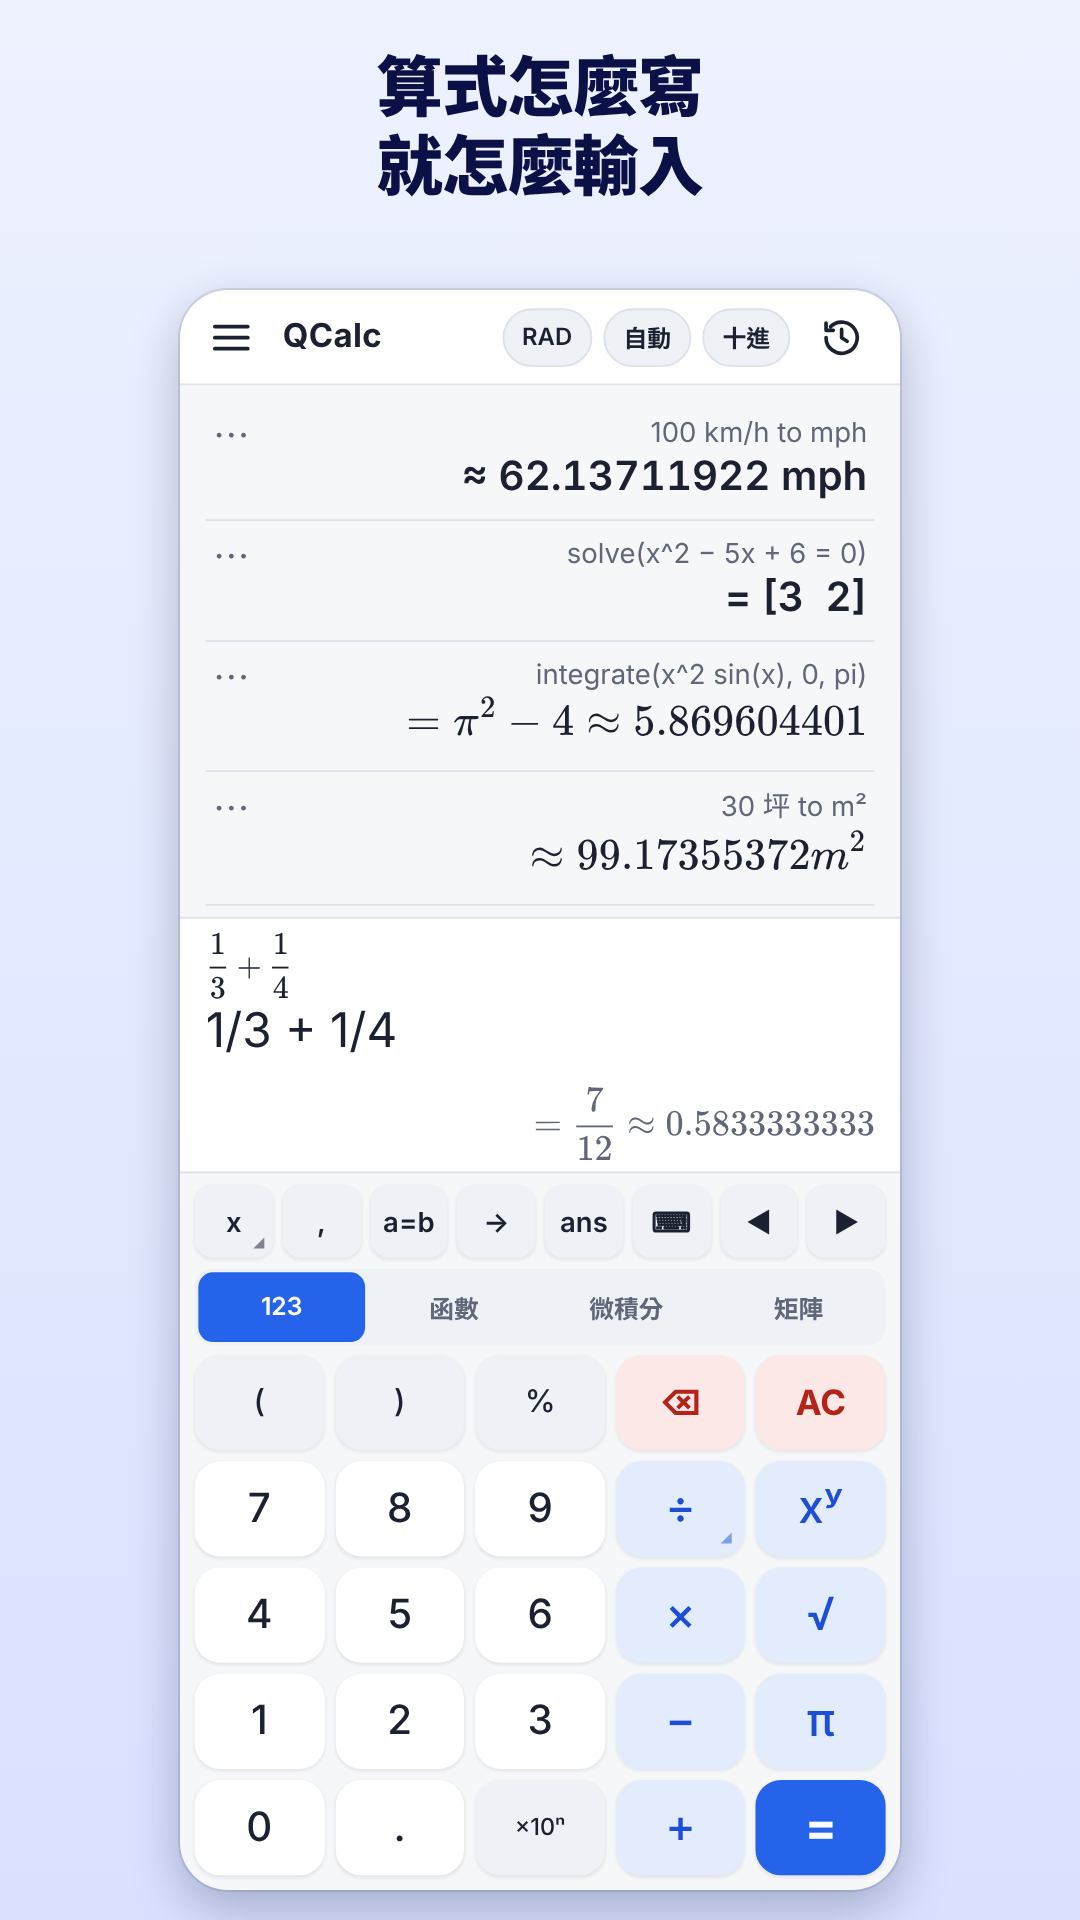 算式怎麼寫
就怎麼輸入
QCalc RAD 自動 十進
... 100 km/h to mph
≈ 62.13711922 mph
... solve(x^2 − 5x + 6 = 0)
= [3 2]
... integrate(x^2 sin(x), 0, pi)
= π² − 4 ≈ 5.869604401
... 30 坪 to m²
≈ 99.17355372m²
1/3 + 1/4
1/3 + 1/4
= 7/12 ≈ 0.5833333333
x , a=b → ans ⌨ ◀ ▶
123 函數 微積分 矩陣
( ) % ⌫ AC
7 8 9 ÷ xʸ
4 5 6 × √
1 2 3 − π
0 . ×10ⁿ + =